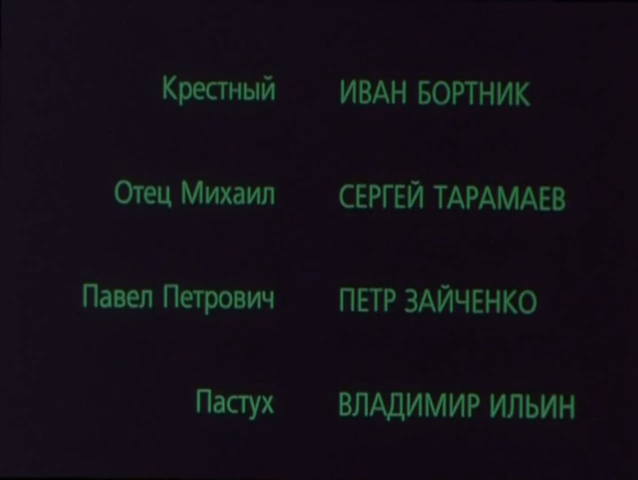 Крестный ИВАН БОРТНИК
Отец Михаил СЕРГЕЙ ТАРАМАЕВ
Павел Петрович ПЕТР ЗАЙЧЕНКО
Пастух ВЛАДИМИР ИЛЬИН